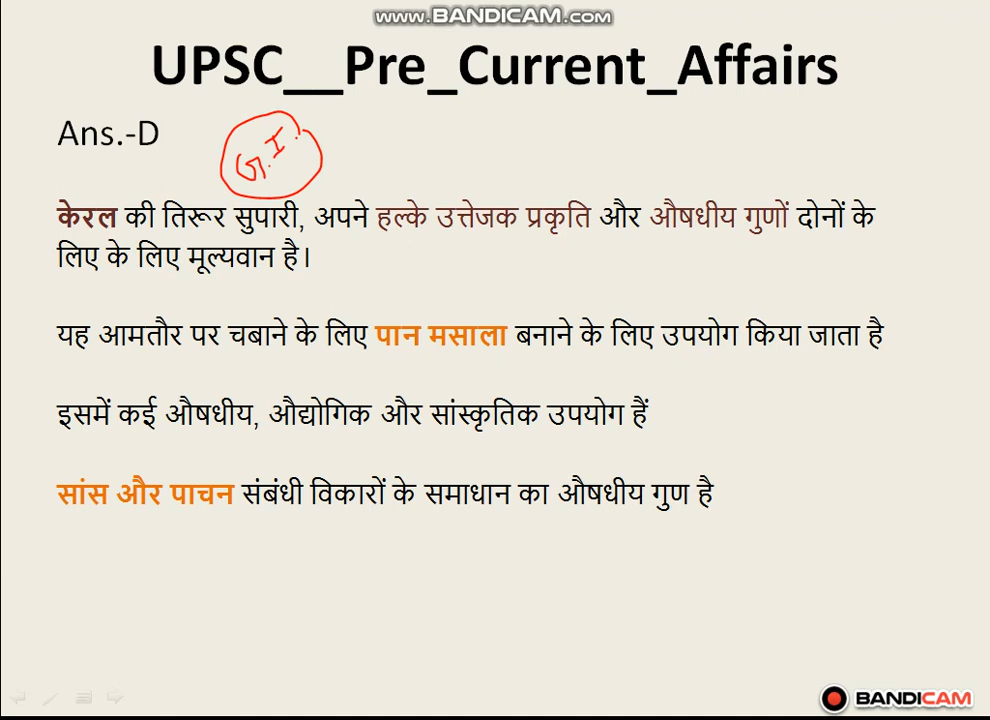 www.BANDICAM.com
UPSC__Pre_Current_Affairs
Ans.-D
G.I.
केरल की तिरूर सुपारी, अपने हल्के उत्तेजक प्रकृति और औषधीय गुणों दोनों के
लिए के लिए मूल्यवान है।
यह आमतौर पर चबाने के लिए पान मसाला बनाने के लिए उपयोग किया जाता है
इसमें कई औषधीय, औद्योगिक और सांस्कृतिक उपयोग हैं
सांस और पाचन संबंधी विकारों के समाधान का औषधीय गुण है
BANDICAM